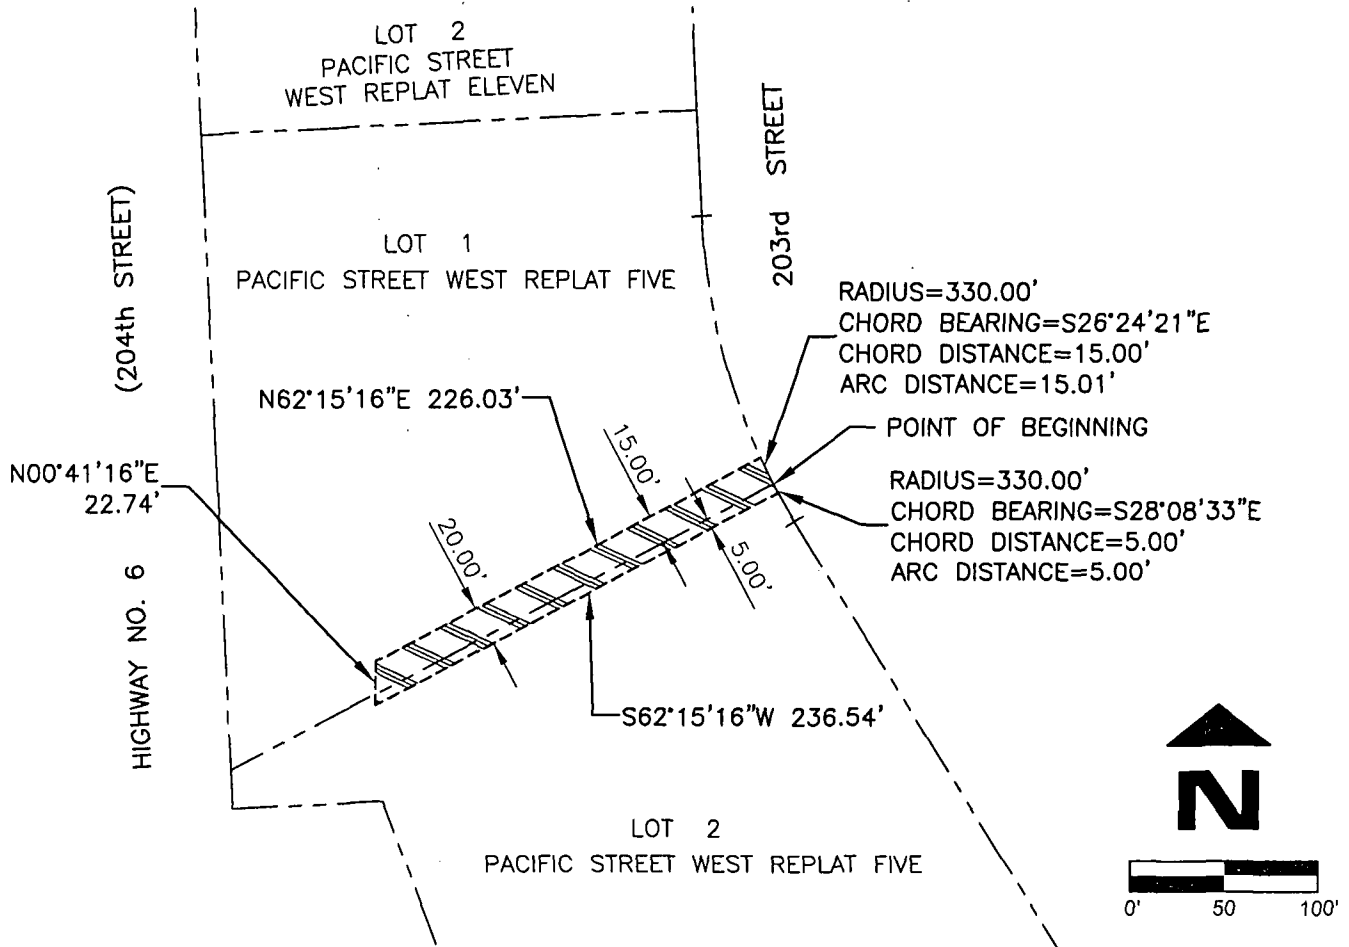 LOT 2
PACIFIC STREET
WEST REPLAT ELEVEN
203rd STREET
HIGHWAY NO. 6 (204th STREET)
LOT 1
PACIFIC STREET WEST REPLAT FIVE
RADIUS=330.00'
CHORD BEARING=S26°24'21"E
CHORD DISTANCE=15.00'
ARC DISTANCE=15.01'
N62°15'16"E 226.03'
POINT OF BEGINNING
15.00'
N00°41'16"E
22.74'
RADIUS=330.00'
CHORD BEARING=S28°08'33"E
CHORD DISTANCE=5.00'
ARC DISTANCE=5.00'
20.00'
5.00'
S62°15'16"W 236.54'
LOT 2
PACIFIC STREET WEST REPLAT FIVE
N
0' 50 100'